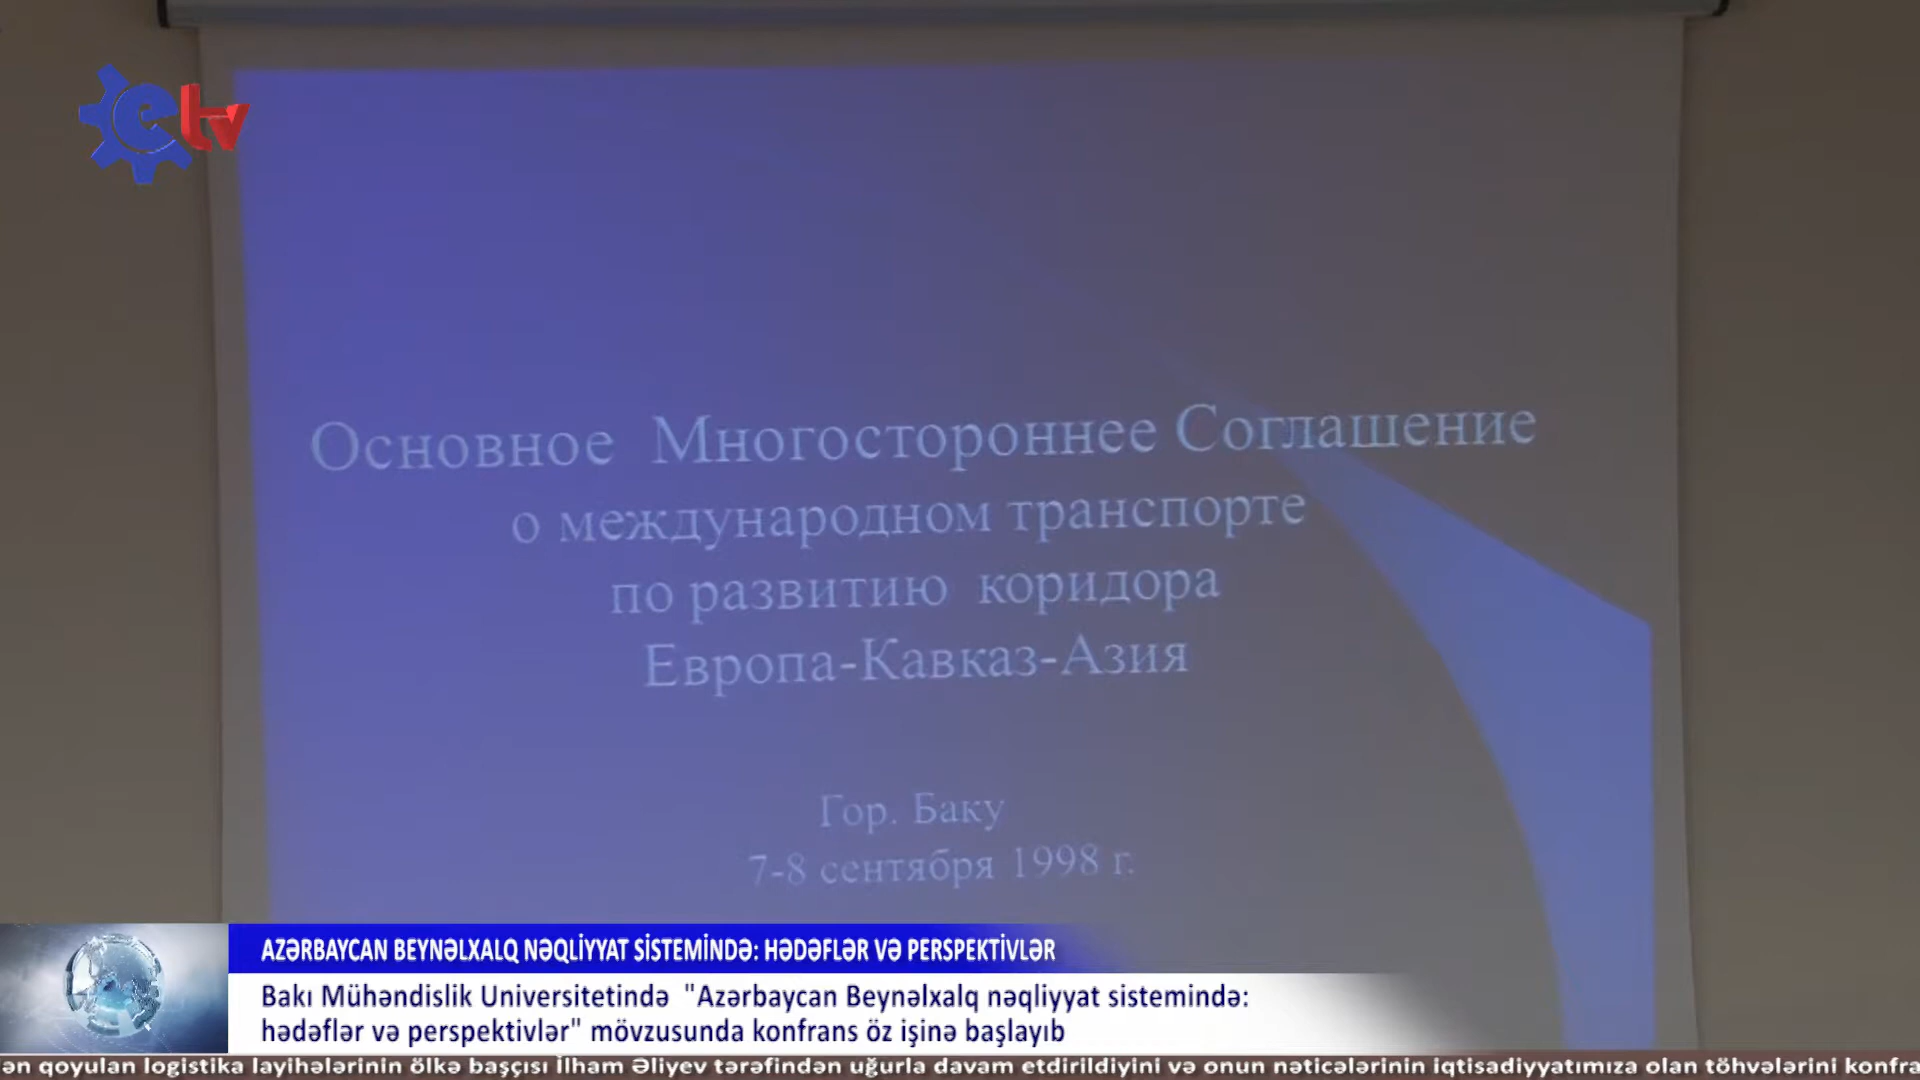 etv
Основное Многостороннее Соглашение
о международном транспорте
по развитию коридора
Европа-Кавказ-Азия
Гор. Баку
7-8 сентября 1998 г.
AZƏRBAYCAN BEYNƏLXALQ NƏQLİYYAT SİSTEMİNDƏ: HƏDƏFLƏR VƏ PERSPEKTİVLƏR
Bakı Mühəndislik Universitetində "Azərbaycan Beynəlxalq nəqliyyat sistemində:
hədəflər və perspektivlər" mövzusunda konfrans öz işinə başlayıb
ən qoyulan logistika layihələrinin ölkə başçısı İlham Əliyev tərəfindən uğurla davam etdirildiyini və onun nəticələrinin iqtisadiyyatımıza olan töhvələrini konfra